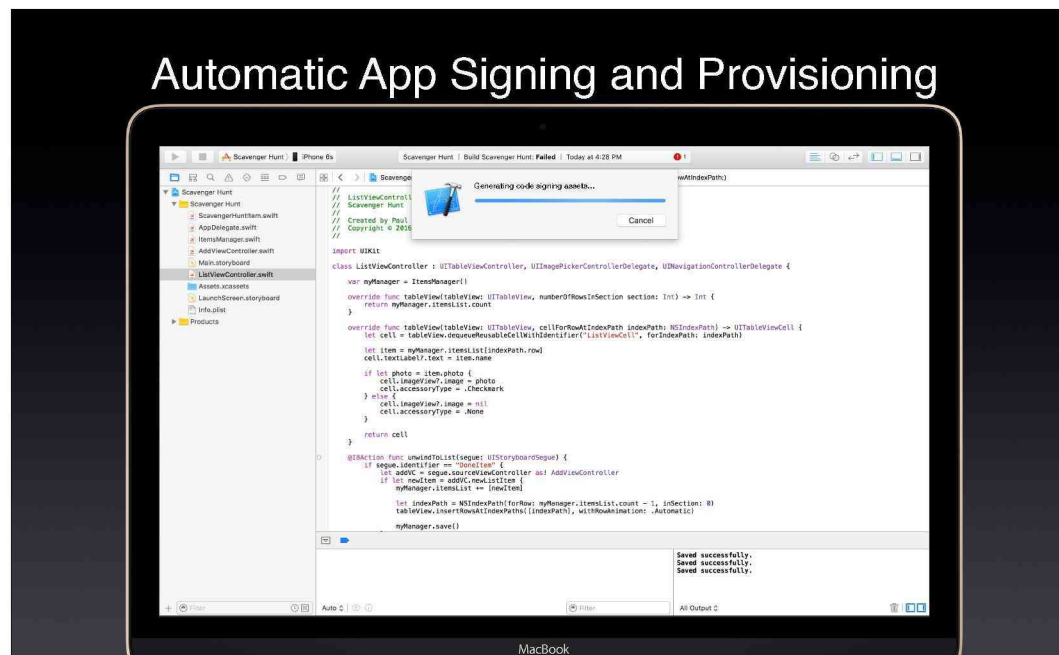 Automatic App Signing and Provisioning
Scavenger Hunt
iPhone 6s
Scavenger Hunt | Build Scavenger Hunt: Failed | Today at 4:28 PM
1
Scavenge
wAtIndexPath:)
Generating code signing assets...
Cancel
Scavenger Hunt
Scavenger Hunt
ScavengerHuntItem.swift
AppDelegate.swift
ItemsManager.swift
AddViewController.swift
Main.storyboard
ListViewController.swift
Assets.xcassets
LaunchScreen.storyboard
Info.plist
Products
//
// ListViewControll
// Scavenger Hunt
//
// Created by Paul
// Copyright © 2016
//
import UIKit
class ListViewController : UITableViewController, UIImagePickerControllerDelegate, UINavigationControllerDelegate {
var myManager = ItemsManager()
override func tableView(tableView: UITableView, numberOfRowsInSection section: Int) -> Int {
return myManager.itemsList.count
}
override func tableView(tableView: UITableView, cellForRowAtIndexPath indexPath: NSIndexPath) -> UITableViewCell {
let cell = tableView.dequeueReusableCellWithIdentifier("ListViewCell", forIndexPath: indexPath)
let item = myManager.itemsList[indexPath.row]
cell.textLabel?.text = item.name
if let photo = item.photo {
cell.imageView?.image = photo
cell.accessoryType = .Checkmark
} else {
cell.imageView?.image = nil
cell.accessoryType = .None
}
return cell
}
@IBAction func unwindToList(segue: UIStoryboardSegue) {
if segue.identifier == "DoneItem" {
let addVC = segue.sourceViewController as! AddViewController
if let newItem = addVC.newListItem {
myManager.itemsList += [newItem]
let indexPath = NSIndexPath(forRow: myManager.itemsList.count - 1, inSection: 0)
tableView.insertRowsAtIndexPaths([indexPath], withRowAnimation: .Automatic)
myManager.save()
Saved successfully.
Saved successfully.
Saved successfully.
Filter
Auto
Filter
All Output
MacBook